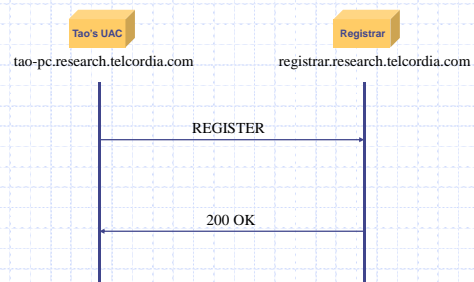 Tao's UAC
Registrar
tao-pc.research.telcordia.com
registrar.research.telcordia.com
REGISTER
200 OK